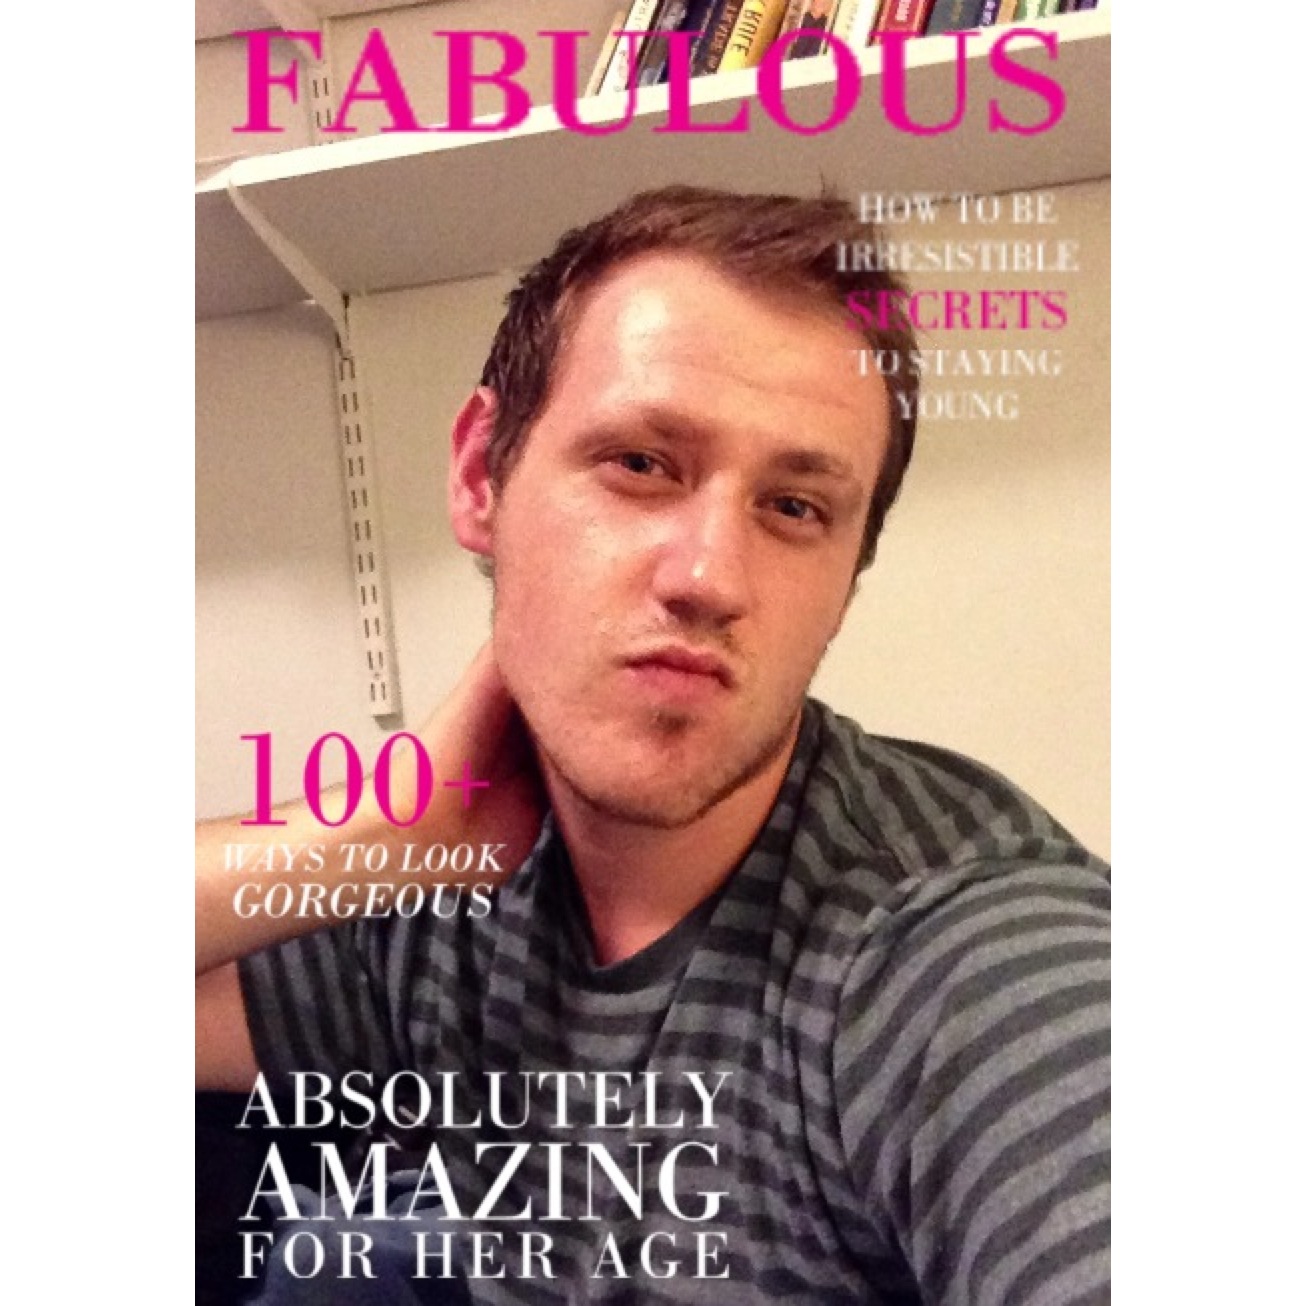 FABULOUS
HOW TO BE
IRRESISTIBLE
SECRETS
TO STAYING
YOUNG
100+
WAYS TO LOOK
GORGEOUS
ABSOLUTELY
AMAZING
FOR HER AGE
RULE